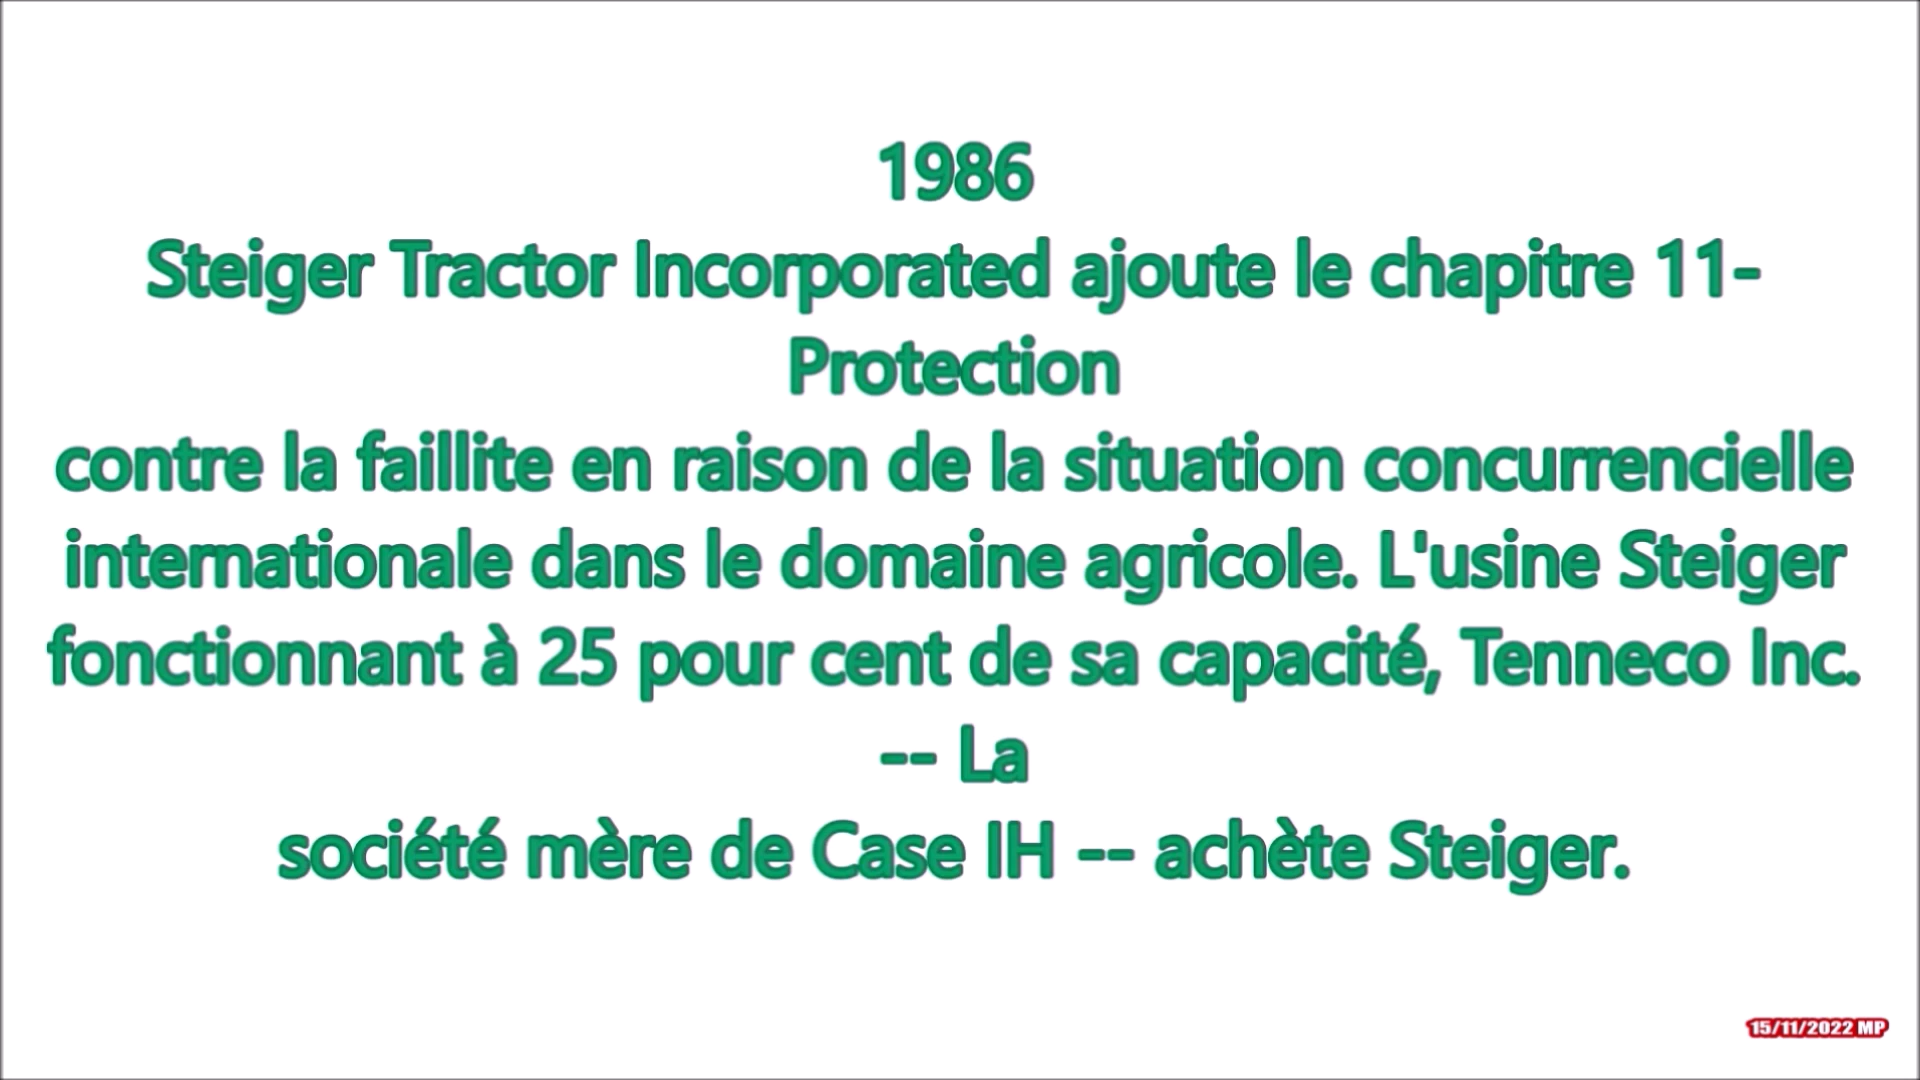 1986
Steiger Tractor Incorporated ajoute le chapitre 11-
Protection
contre la faillite en raison de la situation concurrencielle
internationale dans le domaine agricole. L'usine Steiger
fonctionnant à 25 pour cent de sa capacité, Tenneco Inc.
-- La
société mère de Case IH -- achète Steiger.
15/11/2022 MP